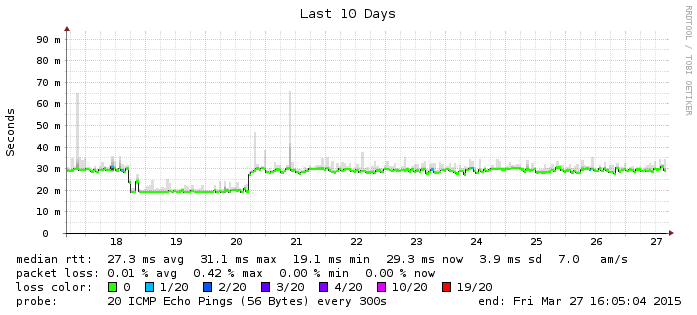 Last 10 Days
RRDTOOL / TOBI OETIKER
Seconds
90 m
80 m
70 m
60 m
50 m
40 m
30 m
20 m
10 m
0
18 19 20 21 22 23 24 25 26 27
median rtt: 27.3 ms avg 31.1 ms max 19.1 ms min 29.3 ms now 3.9 ms sd 7.0 am/s
packet loss: 0.01 % avg 0.42 % max 0.00 % min 0.00 % now
loss color: 0 1/20 2/20 3/20 4/20 10/20 19/20
probe: 20 ICMP Echo Pings (56 Bytes) every 300s end: Fri Mar 27 16:05:04 2015